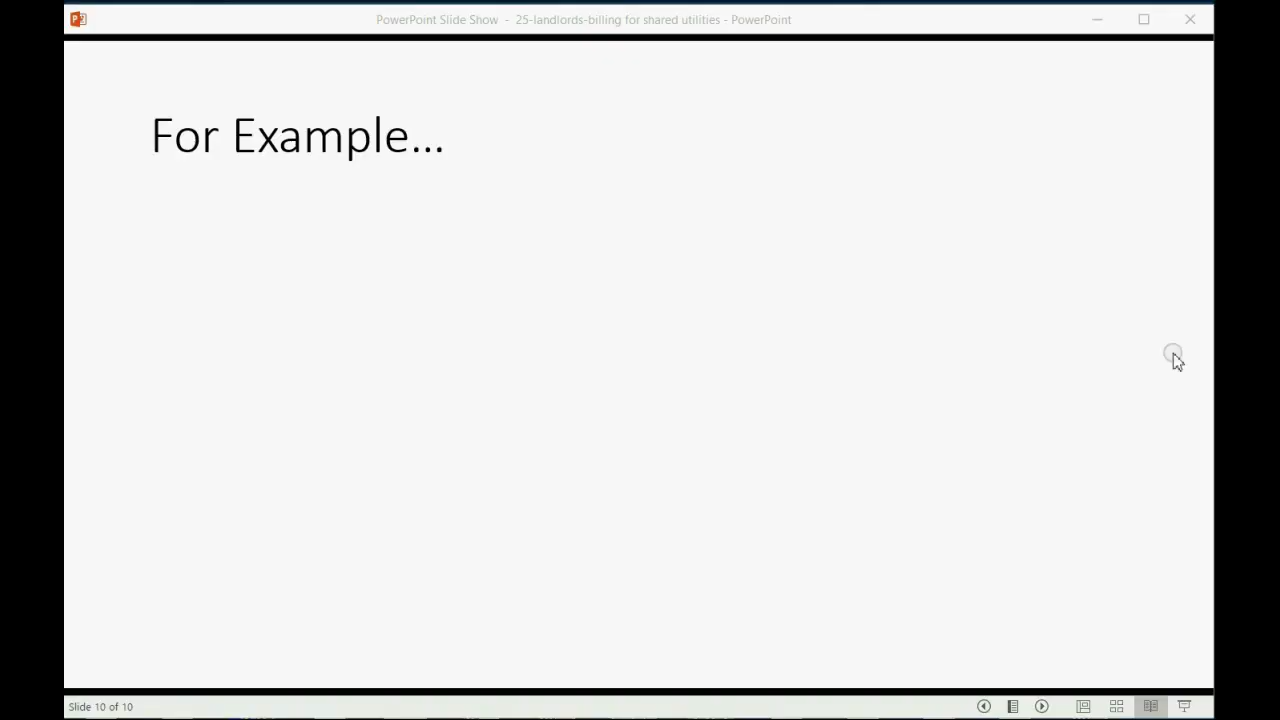 PowerPoint Slide Show - 25-landlords-billing for shared utilities - PowerPoint
For Example...
Slide 10 of 10